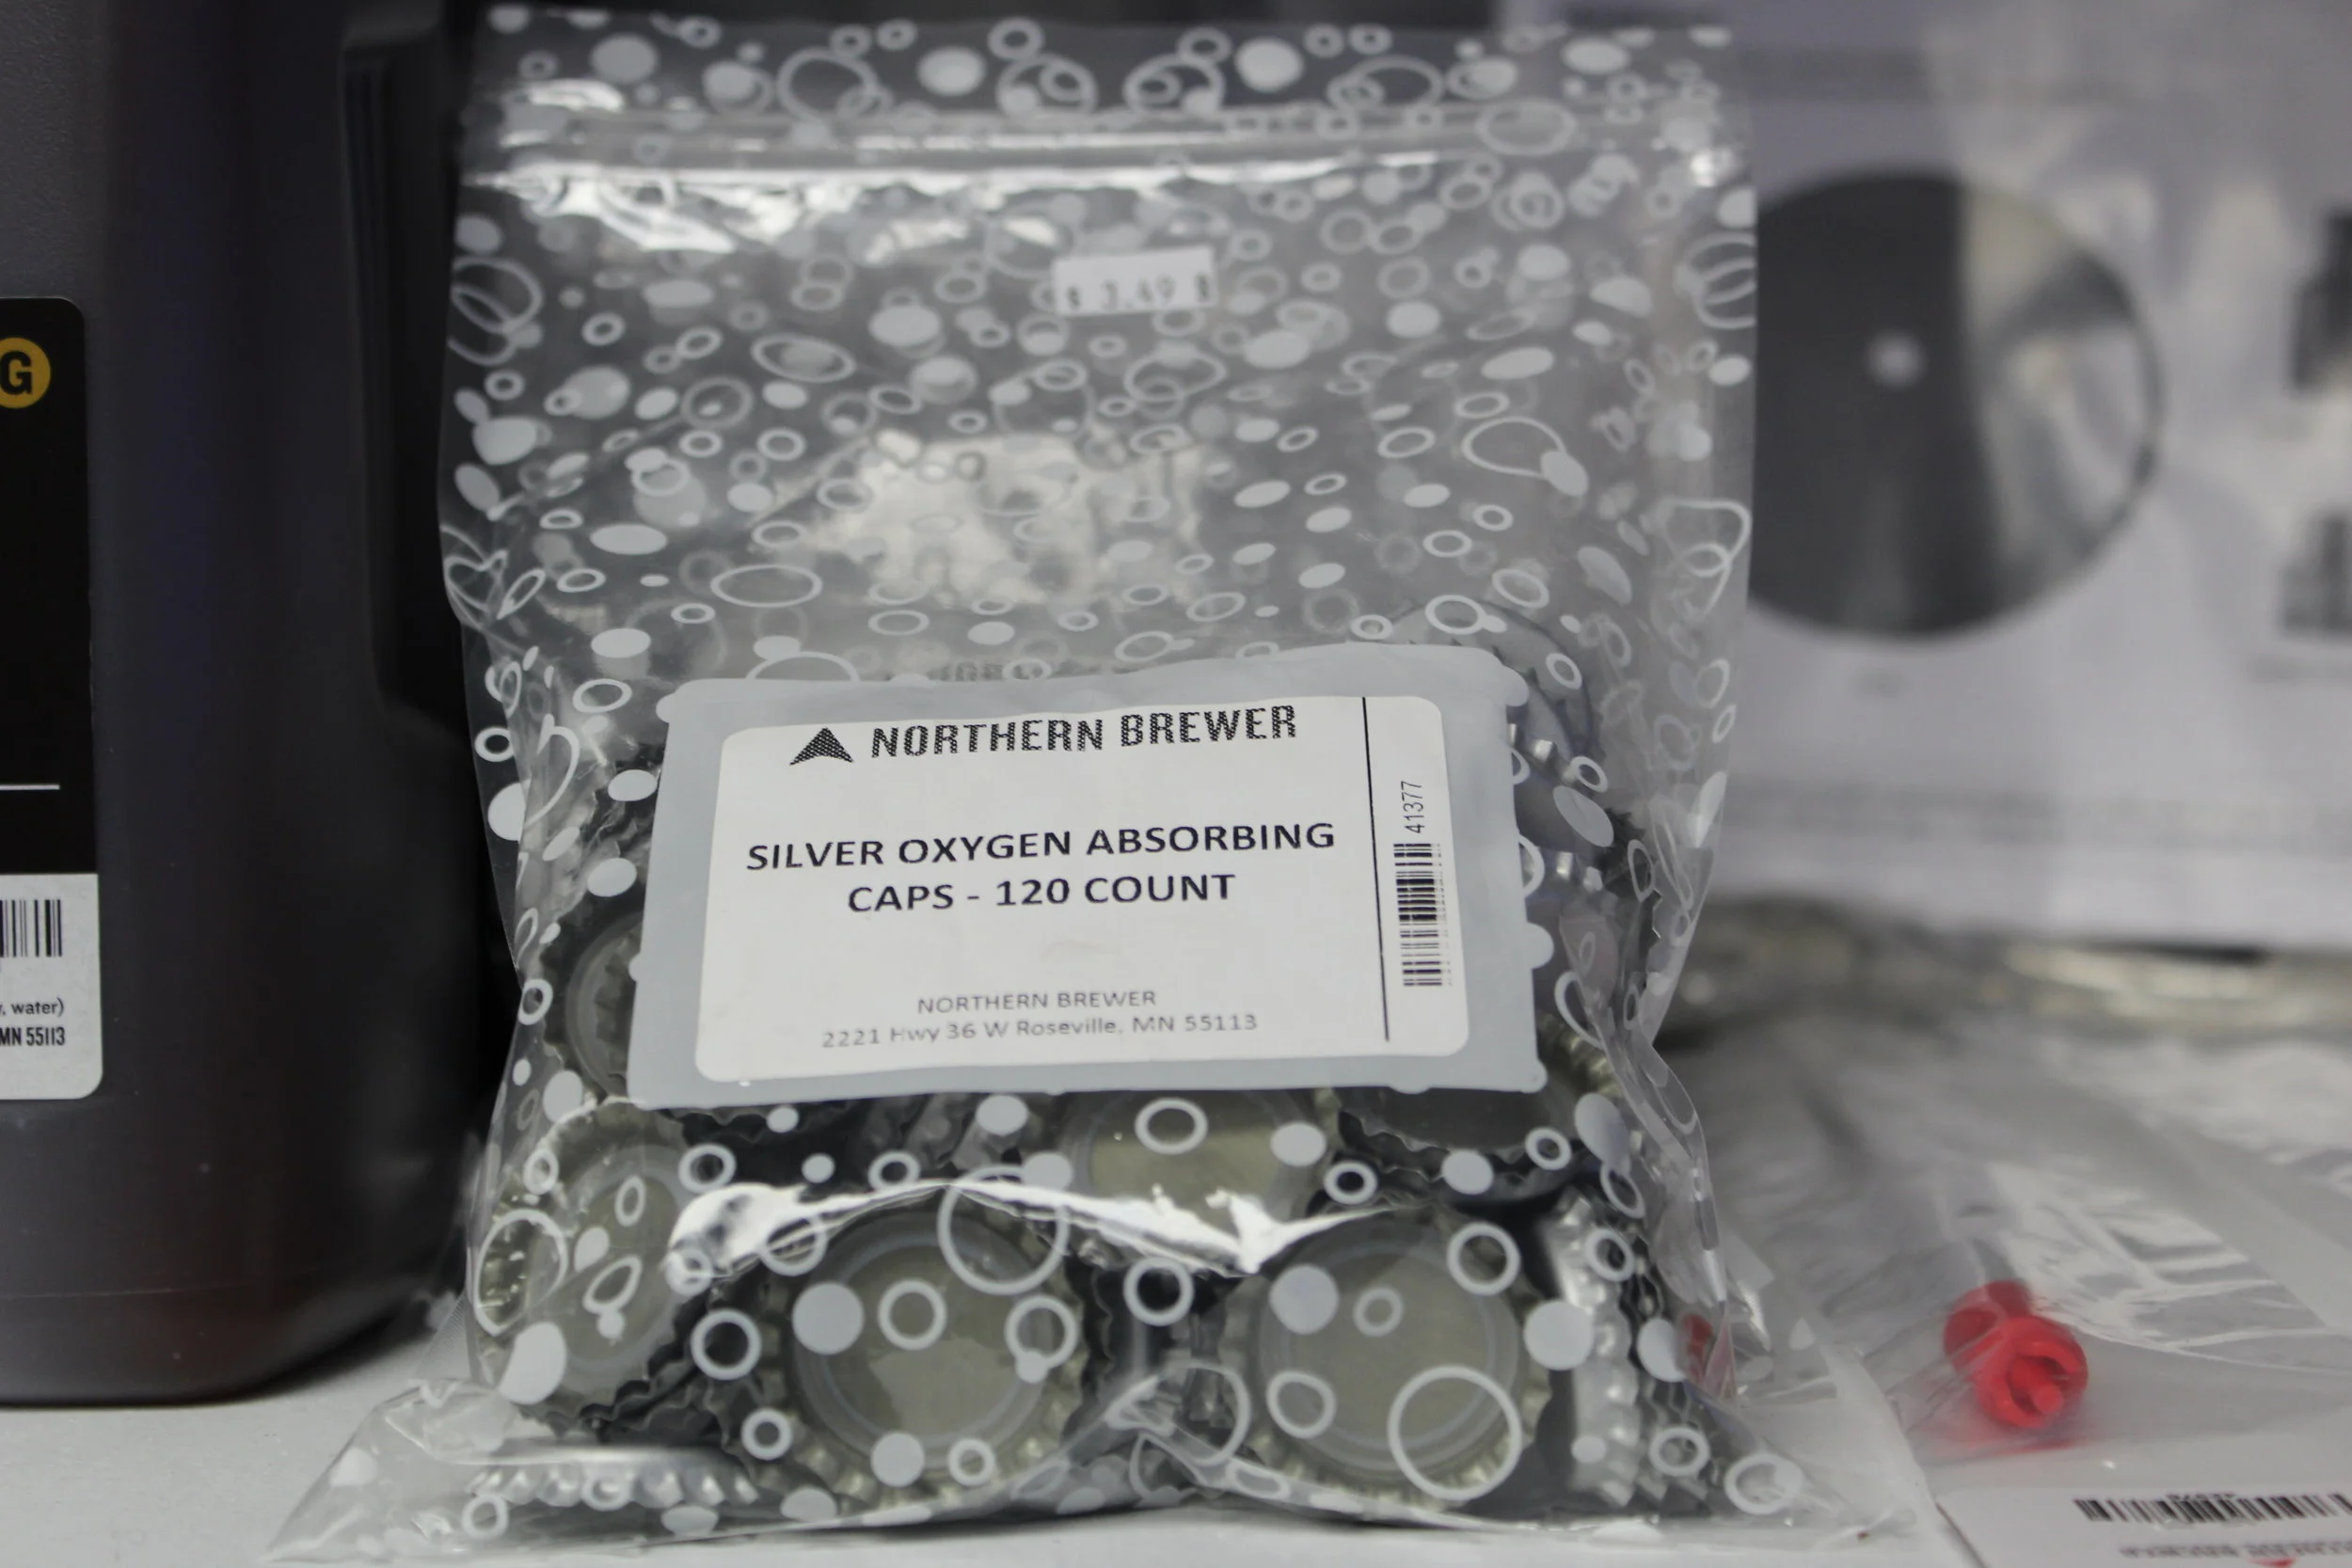 G
$ 3.49 $
NORTHERN BREWER
SILVER OXYGEN ABSORBING
CAPS - 120 COUNT
41377
NORTHERN BREWER
2221 Hwy 36 W Roseville, MN 55113
, water)
MN 55113